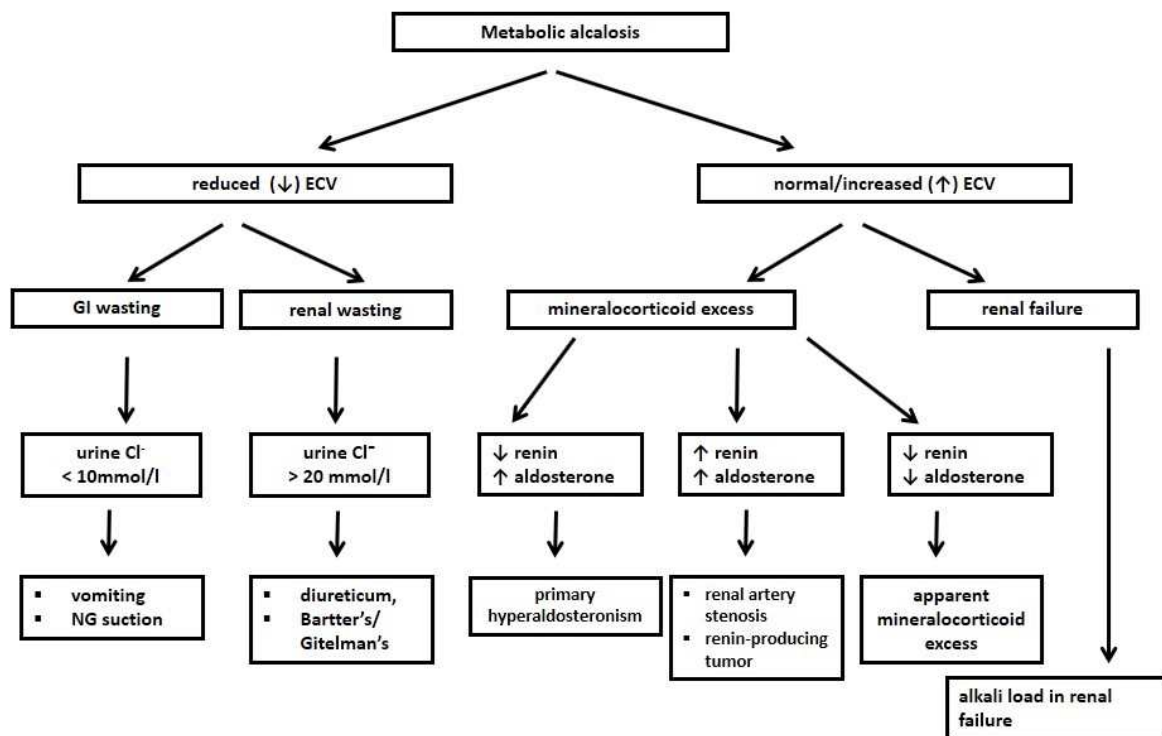 Metabolic alcalosis
reduced (↓) ECV
normal/increased (↑) ECV
GI wasting
renal wasting
mineralocorticoid excess
renal failure
urine Cl⁻
< 10mmol/l
urine Cl⁻
> 20 mmol/l
↓ renin
↑ aldosterone
↑ renin
↑ aldosterone
↓ renin
↓ aldosterone
▪ vomiting
▪ NG suction
▪ diureticum,
▪ Bartter's/
Gitelman's
primary
hyperaldosteronism
▪ renal artery
stenosis
▪ renin-producing
tumor
apparent
mineralocorticoid
excess
alkali load in renal
failure